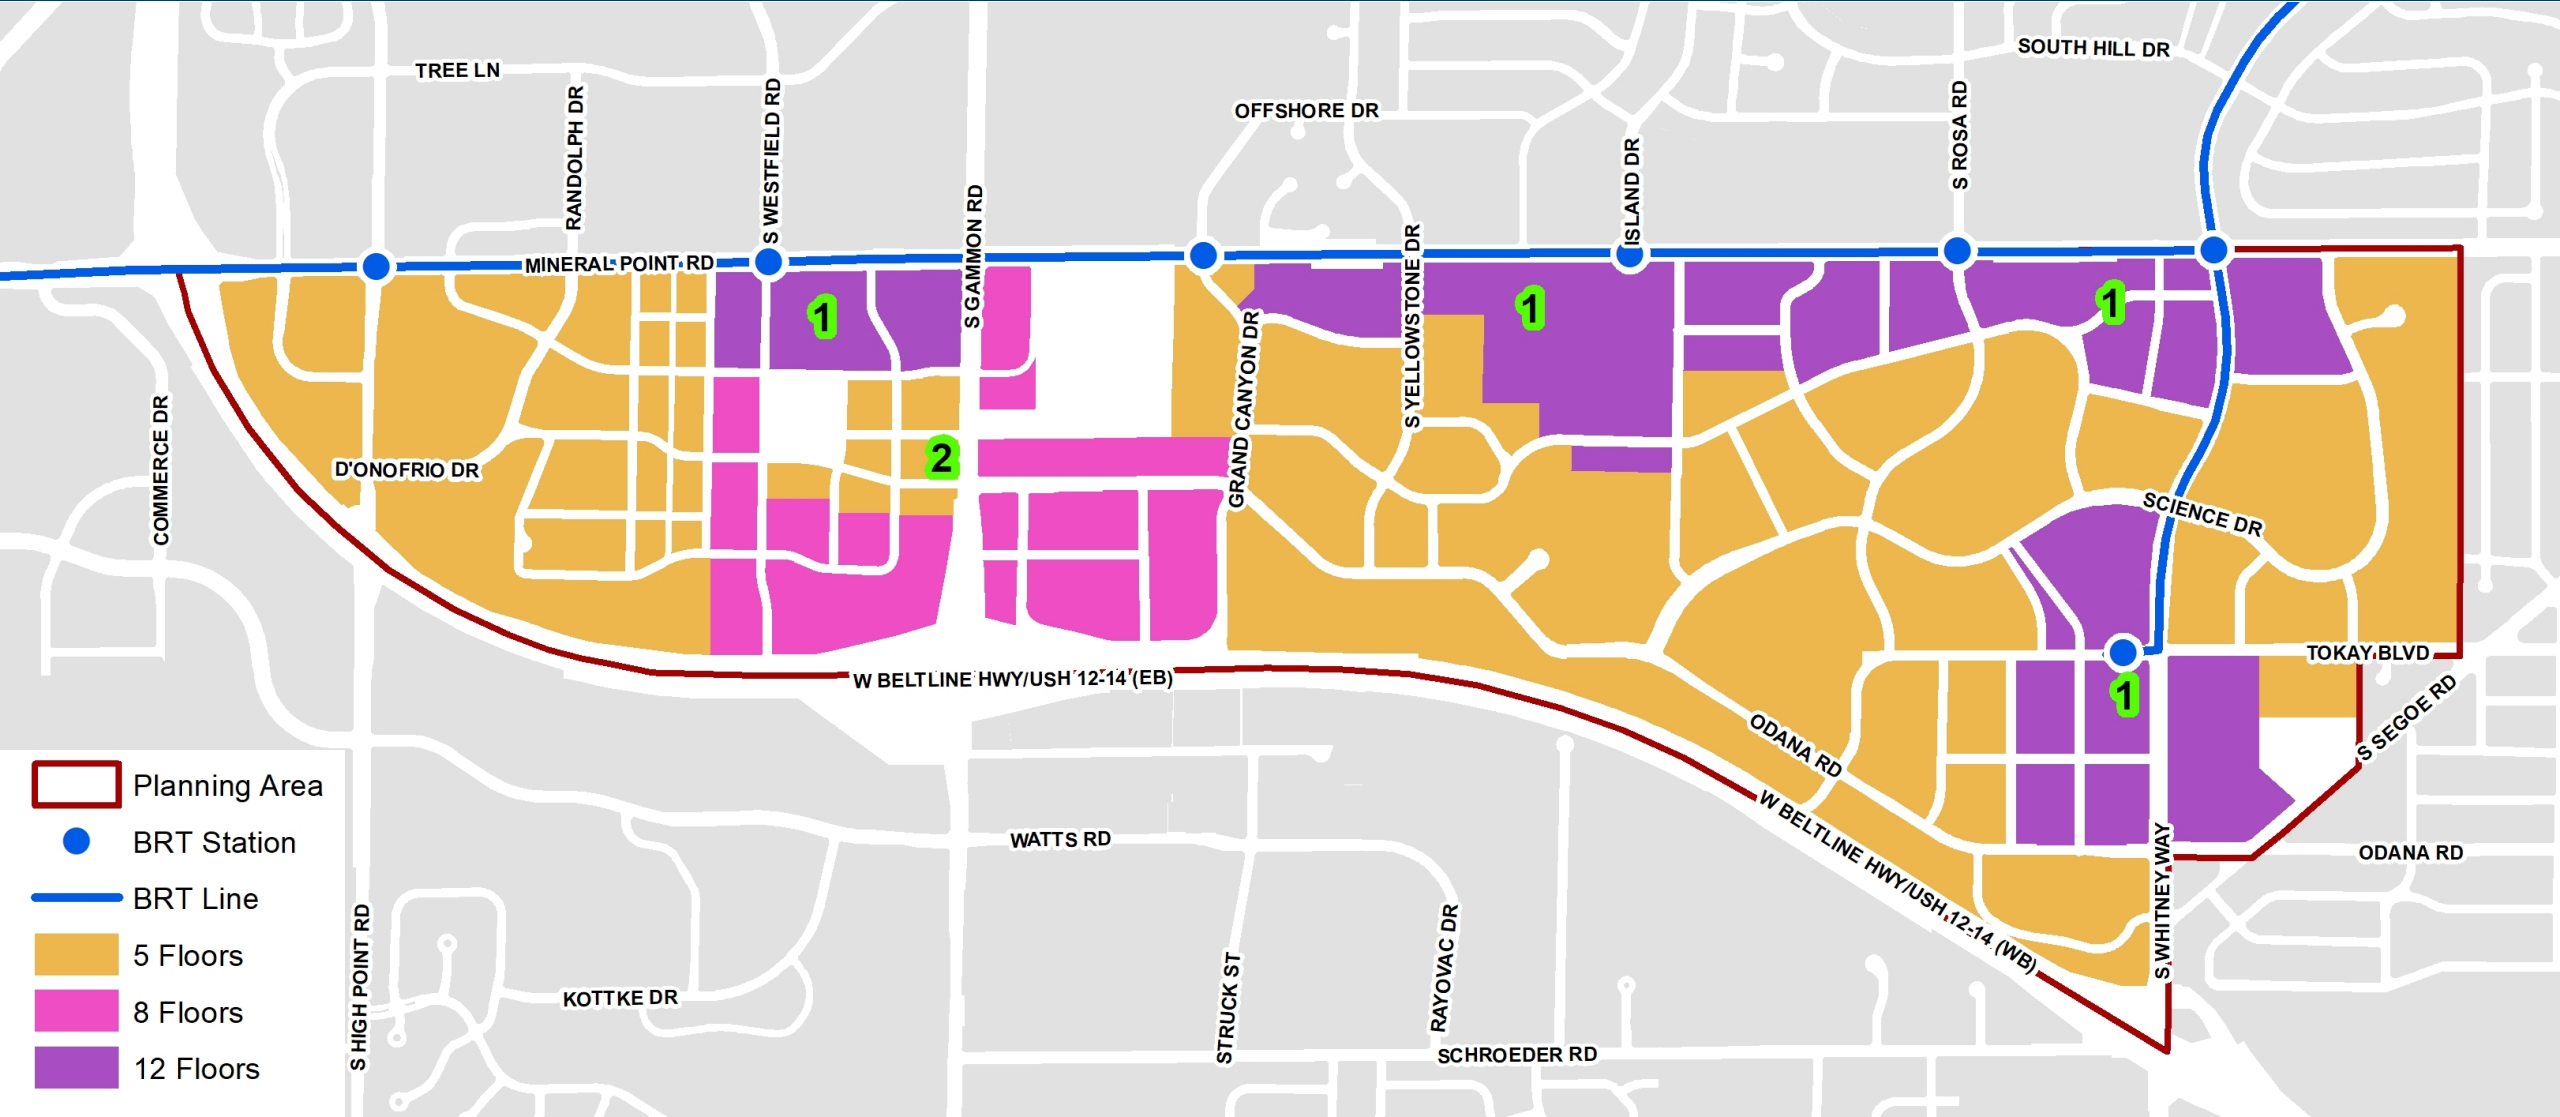 SOUTH HILL DR
TREE LN
RANDOLPH DR
S WESTFIELD RD
OFFSHORE DR
S ROSA RD
ISLAND DR
S GAMMON RD
MINERAL POINT RD
S YELLOWSTONE DR
1
1
1
GRAND CANYON DR
COMMERCE DR
D'ONOFRIO DR
2
SCIENCE DR
TOKAY BLVD
W BELTLINE HWY/USH 12-14 (EB)
1
S SEGOE RD
ODANA RD
W BELTLINE HWY/USH 12-14 (WB)
S WHITNEY WAY
ODANA RD
WATTS RD
S HIGH POINT RD
KOTTKE DR
STRUCK ST
RAYOVAC DR
SCHROEDER RD
Planning Area
BRT Station
BRT Line
5 Floors
8 Floors
12 Floors